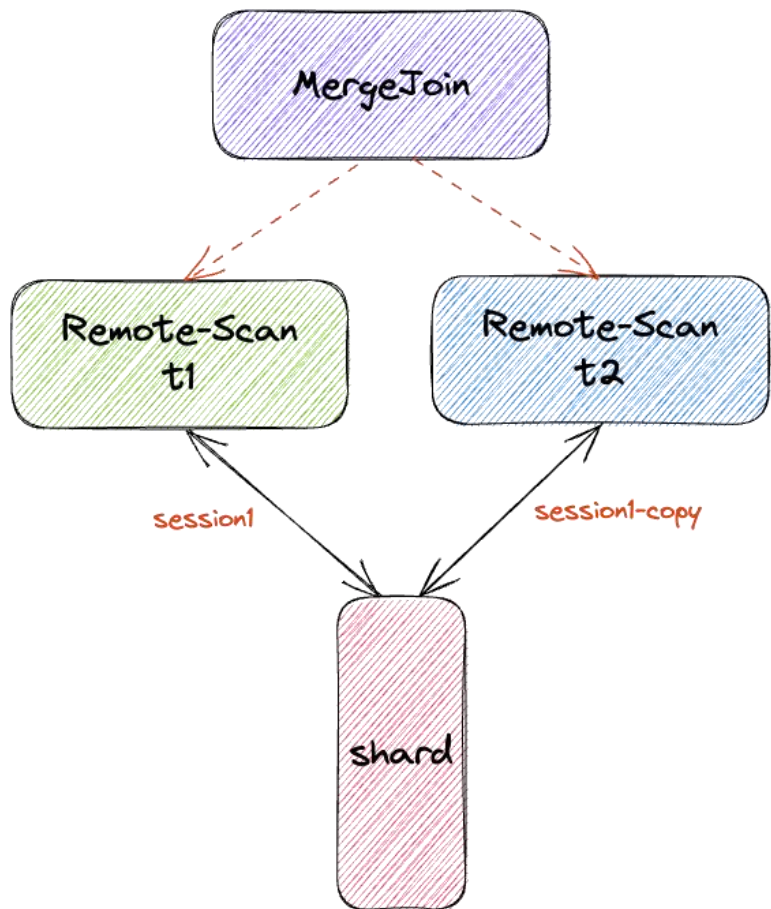 MergeJoin
Remote-Scan
t1
Remote-Scan
t2
session1
session1-copy
shard